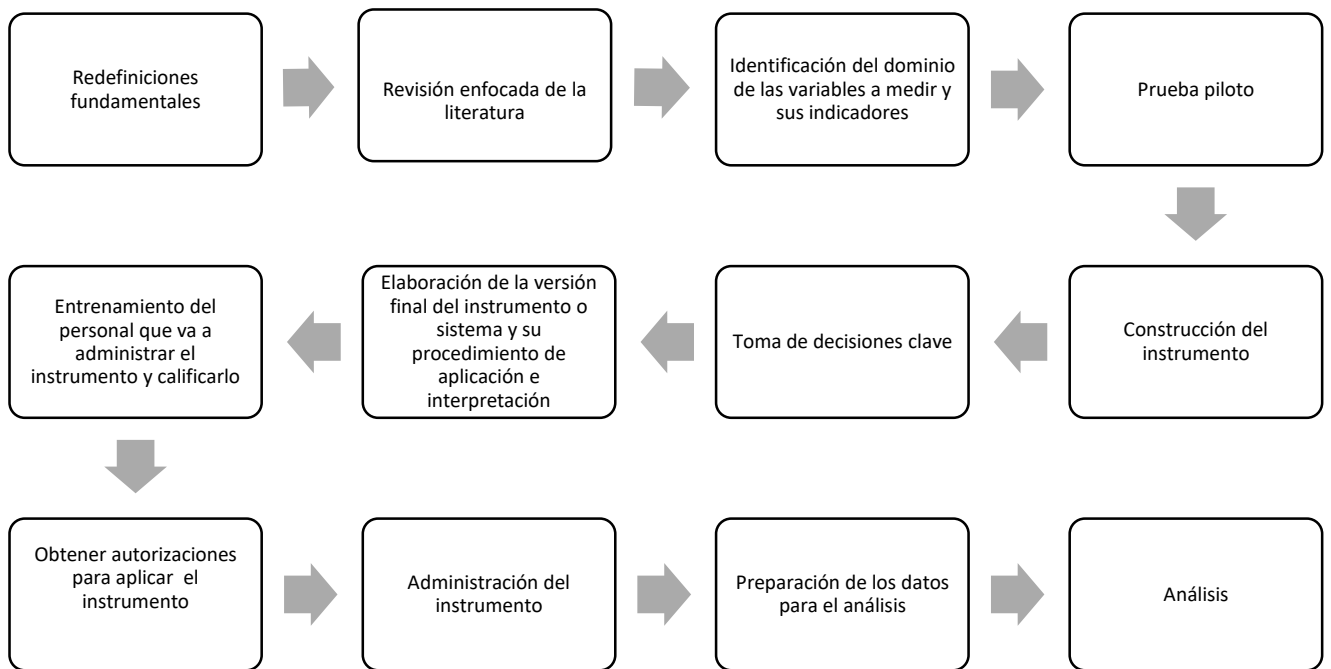 Redefiniciones
fundamentales
Revisión enfocada de la
literatura
Identificación del dominio
de las variables a medir y
sus indicadores
Prueba piloto
Construcción del
instrumento
Toma de decisiones clave
Elaboración de la versión
final del instrumento o
sistema y su
procedimiento de
aplicación e
interpretación
Entrenamiento del
personal que va a
administrar el
instrumento y calificarlo
Obtener autorizaciones
para aplicar el
instrumento
Administración del
instrumento
Preparación de los datos
para el análisis
Análisis